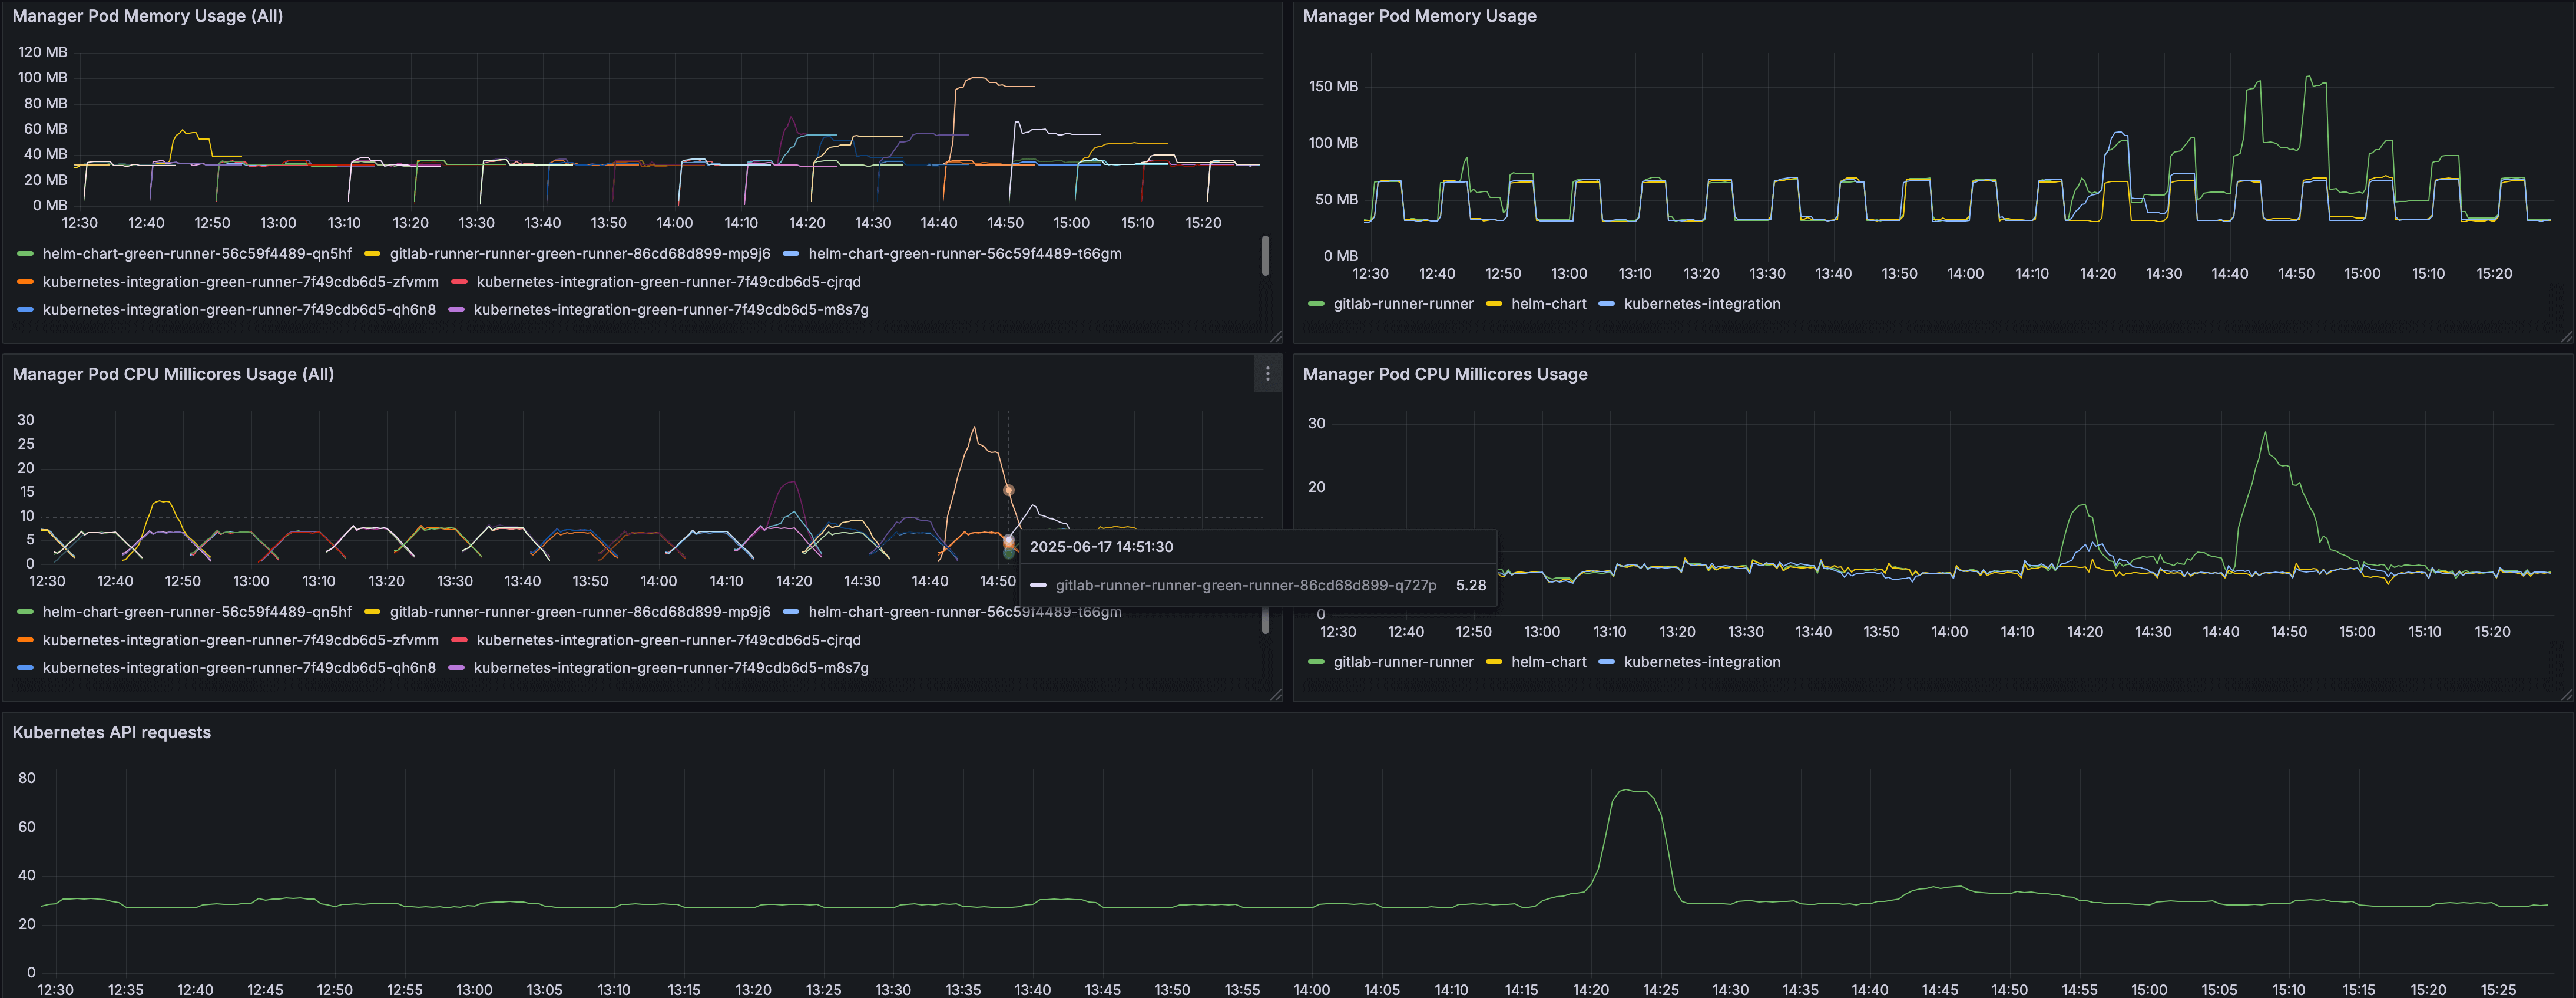 Manager Pod Memory Usage (All)
120 MB
100 MB
80 MB
60 MB
40 MB
20 MB
0 MB
12:30 12:40 12:50 13:00 13:10 13:20 13:30 13:40 13:50 14:00 14:10 14:20 14:30 14:40 14:50 15:00 15:10 15:20
helm-chart-green-runner-56c59f4489-qn5hf gitlab-runner-runner-green-runner-86cd68d899-mp9j6 helm-chart-green-runner-56c59f4489-t66gm
kubernetes-integration-green-runner-7f49cdb6d5-zfvmm kubernetes-integration-green-runner-7f49cdb6d5-cjrqd
kubernetes-integration-green-runner-7f49cdb6d5-qh6n8 kubernetes-integration-green-runner-7f49cdb6d5-m8s7g
Manager Pod Memory Usage
150 MB
100 MB
50 MB
0 MB
12:30 12:40 12:50 13:00 13:10 13:20 13:30 13:40 13:50 14:00 14:10 14:20 14:30 14:40 14:50 15:00 15:10 15:20
gitlab-runner-runner helm-chart kubernetes-integration
Manager Pod CPU Millicores Usage (All)
30
25
20
15
10
5
0
12:30 12:40 12:50 13:00 13:10 13:20 13:30 13:40 13:50 14:00 14:10 14:20 14:30 14:40 14:50
helm-chart-green-runner-56c59f4489-qn5hf gitlab-runner-runner-green-runner-86cd68d899-mp9j6 helm-chart-green-runner-56c59f4489-t66gm
kubernetes-integration-green-runner-7f49cdb6d5-zfvmm kubernetes-integration-green-runner-7f49cdb6d5-cjrqd
kubernetes-integration-green-runner-7f49cdb6d5-qh6n8 kubernetes-integration-green-runner-7f49cdb6d5-m8s7g
2025-06-17 14:51:30
gitlab-runner-runner-green-runner-86cd68d899-q727p 5.28
Manager Pod CPU Millicores Usage
30
20
0
12:30 12:40 12:50 13:00 13:10 13:20 13:30 13:40 13:50 14:00 14:10 14:20 14:30 14:40 14:50 15:00 15:10 15:20
gitlab-runner-runner helm-chart kubernetes-integration
Kubernetes API requests
80
60
40
20
0
12:30 12:35 12:40 12:45 12:50 12:55 13:00 13:05 13:10 13:15 13:20 13:25 13:30 13:35 13:40 13:45 13:50 13:55 14:00 14:05 14:10 14:15 14:20 14:25 14:30 14:35 14:40 14:45 14:50 14:55 15:00 15:05 15:10 15:15 15:20 15:25